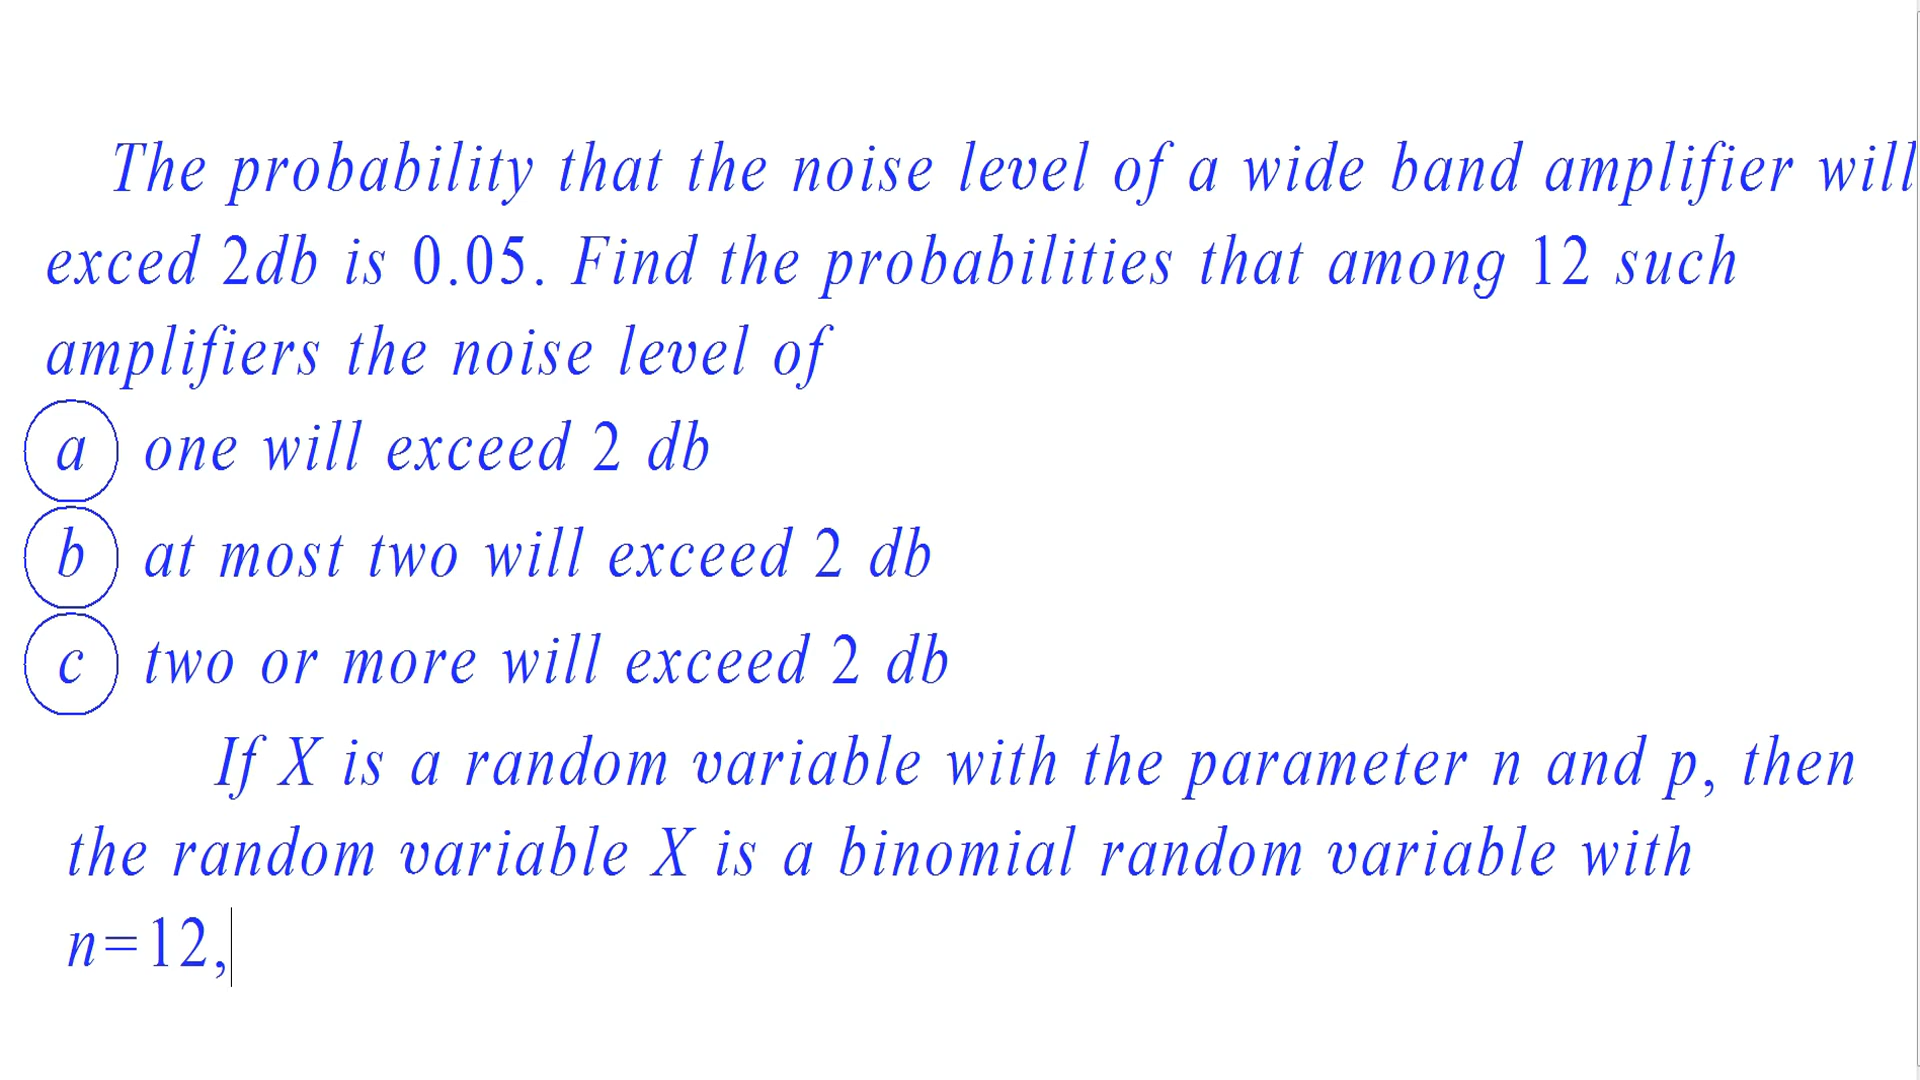 The probability that the noise level of a wide band amplifier will
exced 2db is 0.05. Find the probabilities that among 12 such
amplifiers the noise level of
a one will exceed 2 db
b at most two will exceed 2 db
c two or more will exceed 2 db
If X is a random variable with the parameter n and p, then
the random variable X is a binomial random variable with
n=12,